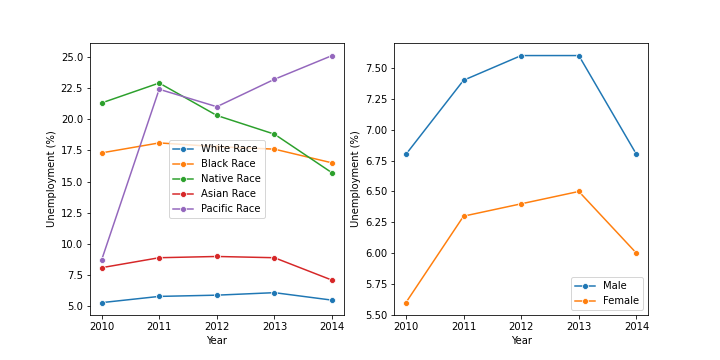 25.0
22.5
20.0
17.5
15.0
12.5
10.0
7.5
5.0
Unemployment (%)
White Race
Black Race
Native Race
Asian Race
Pacific Race
2010 2011 2012 2013 2014
Year
7.50
7.25
7.00
6.75
6.50
6.25
6.00
5.75
5.50
Unemployment (%)
Male
Female
2010 2011 2012 2013 2014
Year